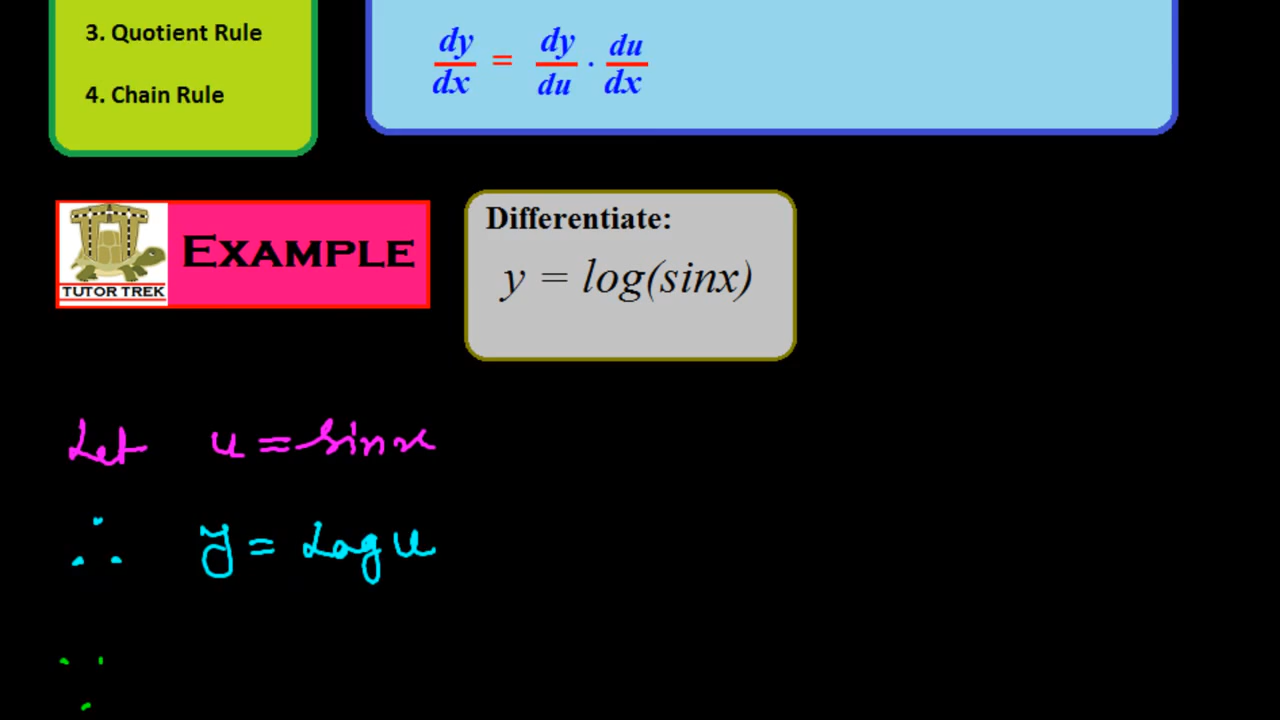 3. Quotient Rule
4. Chain Rule
dy/dx = dy/du · du/dx
TUTOR TREK
EXAMPLE
Differentiate:
y = log(sinx)
Let u = sinx
∴ y = Log u
∵